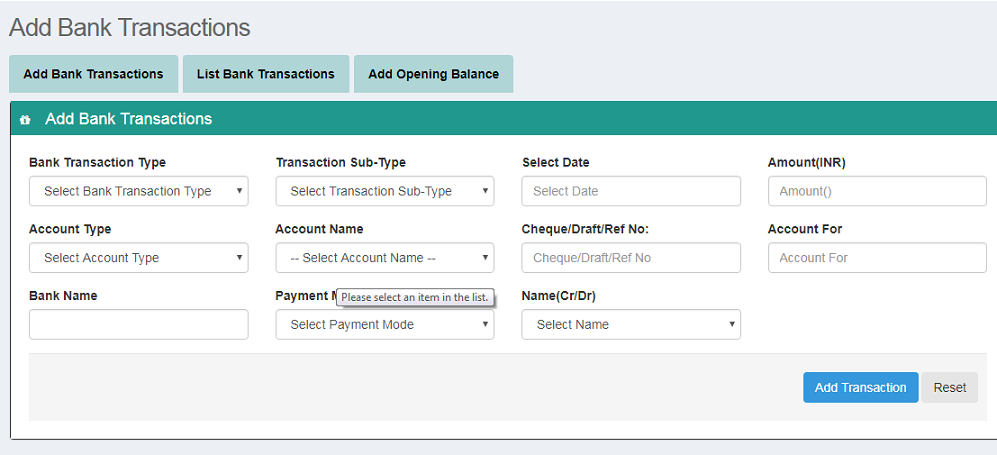 Add Bank Transactions
Add Bank Transactions List Bank Transactions Add Opening Balance
Add Bank Transactions
Bank Transaction Type Transaction Sub-Type Select Date Amount(INR)
Select Bank Transaction Type Select Transaction Sub-Type Select Date Amount()
Account Type Account Name Cheque/Draft/Ref No: Account For
Select Account Type -- Select Account Name -- Cheque/Draft/Ref No Account For
Bank Name Payment Please select an item in the list. Name(Cr/Dr)
Select Payment Mode Select Name
Add Transaction Reset